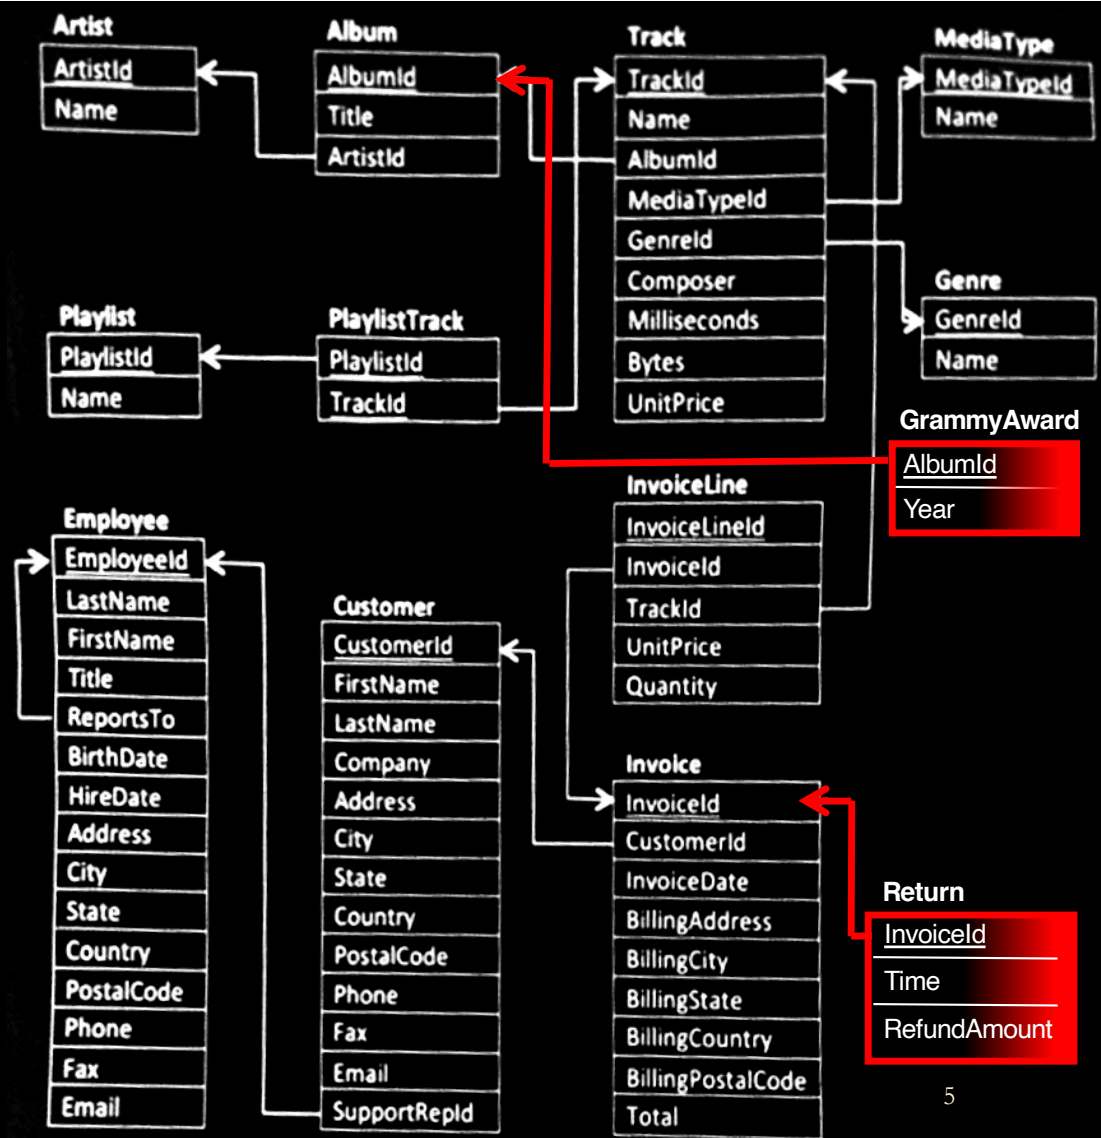 Artist
ArtistId
Name
Album
AlbumId
Title
ArtistId
Track
TrackId
Name
AlbumId
MediaTypeId
GenreId
Composer
Milliseconds
Bytes
UnitPrice
MediaType
MediaTypeId
Name
Genre
GenreId
Name
Playlist
PlaylistId
Name
PlaylistTrack
PlaylistId
TrackId
GrammyAward
AlbumId
Year
Employee
EmployeeId
LastName
FirstName
Title
ReportsTo
BirthDate
HireDate
Address
City
State
Country
PostalCode
Phone
Fax
Email
Customer
CustomerId
FirstName
LastName
Company
Address
City
State
Country
PostalCode
Phone
Fax
Email
SupportRepId
InvoiceLine
InvoiceLineId
InvoiceId
TrackId
UnitPrice
Quantity
Invoice
InvoiceId
CustomerId
InvoiceDate
BillingAddress
BillingCity
BillingState
BillingCountry
BillingPostalCode
Total
Return
InvoiceId
Time
RefundAmount
5